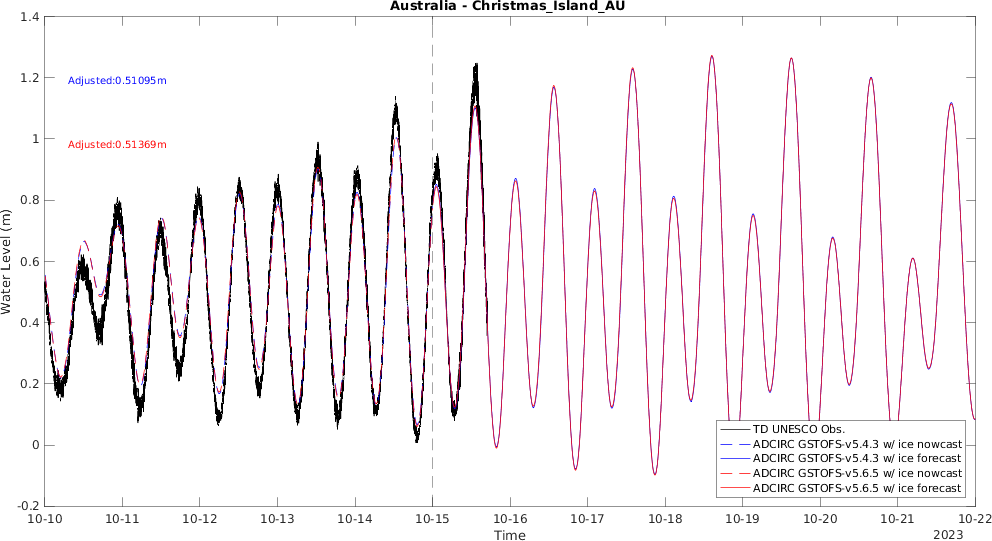 Australia - Christmas_Island_AU
1.4
1.2
1
0.8
0.6
0.4
0.2
0
-0.2
Water Level (m)
Adjusted:0.51095m
Adjusted:0.51369m
TD UNESCO Obs.
ADCIRC GSTOFS-v5.4.3 w/ ice nowcast
ADCIRC GSTOFS-v5.4.3 w/ ice forecast
ADCIRC GSTOFS-v5.6.5 w/ ice nowcast
ADCIRC GSTOFS-v5.6.5 w/ ice forecast
10-10 10-11 10-12 10-13 10-14 10-15 10-16 10-17 10-18 10-19 10-20 10-21 10-22
Time
2023